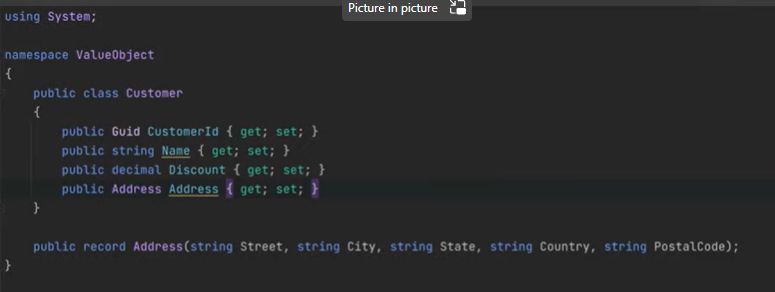 Picture in picture
using System;
namespace ValueObject
{
public class Customer
{
public Guid CustomerId { get; set; }
public string Name { get; set; }
public decimal Discount { get; set; }
public Address Address { get; set; }
}
public record Address(string Street, string City, string State, string Country, string PostalCode);
}